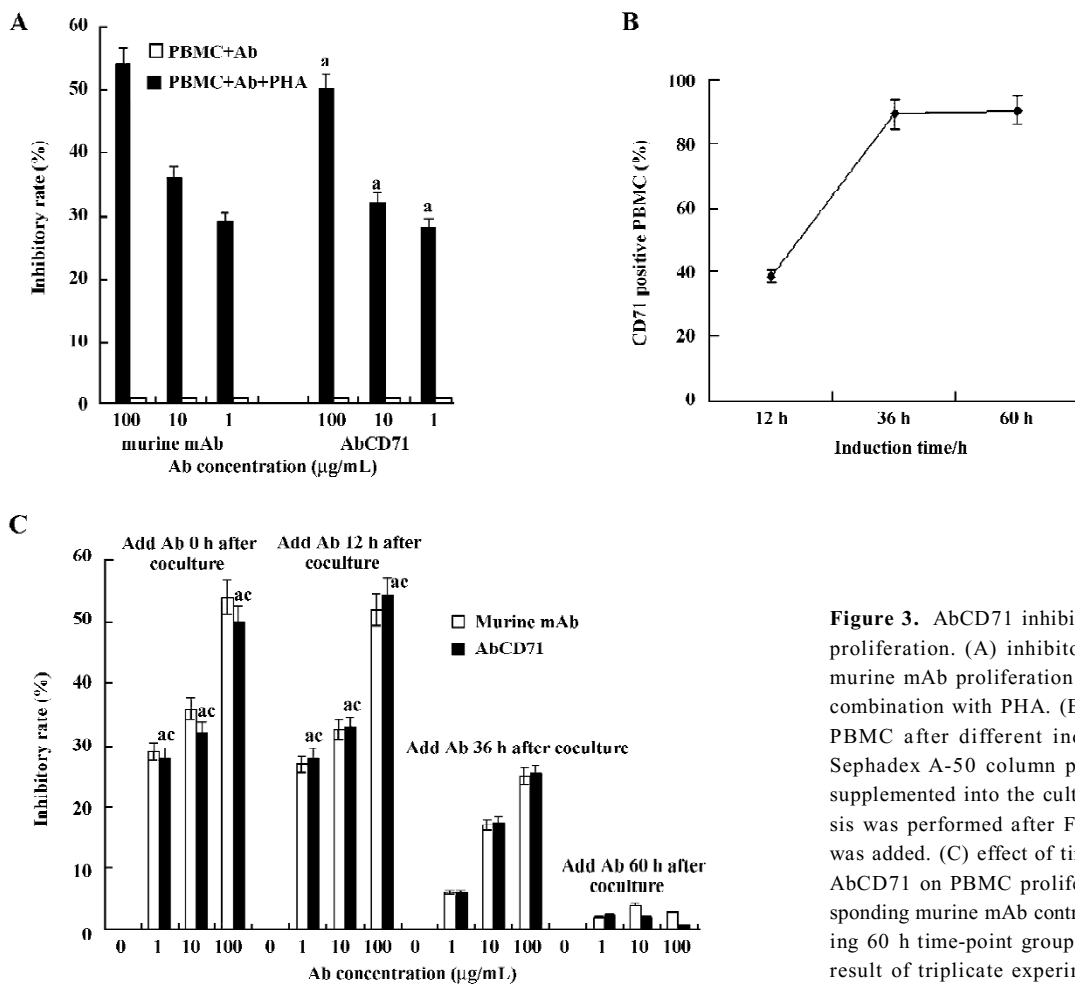 A
60
50
40
30
20
10
0
Inhibitory rate (%)
PBMC+Ab
PBMC+Ab+PHA
a
a
a
100 10 1 100 10 1
murine mAb AbCD71
Ab concentration (μg/mL)
B
100
80
60
40
20
0
CD71 positive PBMC (%)
12 h 36 h 60 h
Induction time/h
C
60
50
40
30
20
10
0
Inhibitory rate (%)
Add Ab 0 h after
coculture
Add Ab 12 h after
coculture
Murine mAb
AbCD71
ac
ac
ac
ac
ac
ac
Add Ab 36 h after coculture
Add Ab 60 h after
coculture
0 1 10 100 0 1 10 100 0 1 10 100 0 1 10 100
Ab concentration (μg/mL)
Figure 3. AbCD71 inhibi
proliferation. (A) inhibito
murine mAb proliferation
combination with PHA. (E
PBMC after different ind
Sephadex A-50 column p
supplemented into the cult
sis was performed after F
was added. (C) effect of ti
AbCD71 on PBMC prolife
sponding murine mAb cont
ing 60 h time-point group
result of triplicate experin